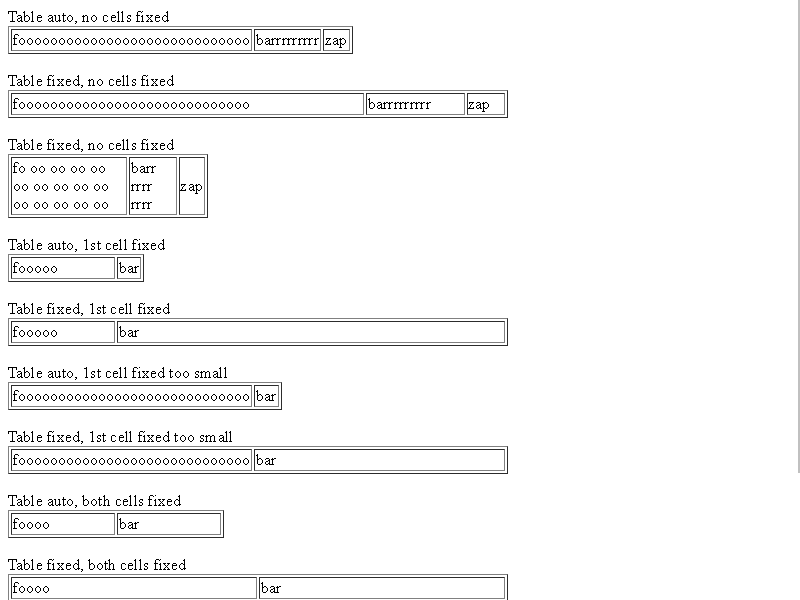 Table auto, no cells fixed
fooooooooooooooooooooooooooooo barrrrrrrrr zap
Table fixed, no cells fixed
fooooooooooooooooooooooooooooo barrrrrrrrr zap
Table fixed, no cells fixed
fo oo oo oo oo barr
oo oo oo oo oo rrrr zap
oo oo oo oo oo rrrr
Table auto, 1st cell fixed
fooooo bar
Table fixed, 1st cell fixed
fooooo bar
Table auto, 1st cell fixed too small
fooooooooooooooooooooooooooooo bar
Table fixed, 1st cell fixed too small
fooooooooooooooooooooooooooooo bar
Table auto, both cells fixed
foooo bar
Table fixed, both cells fixed
foooo bar